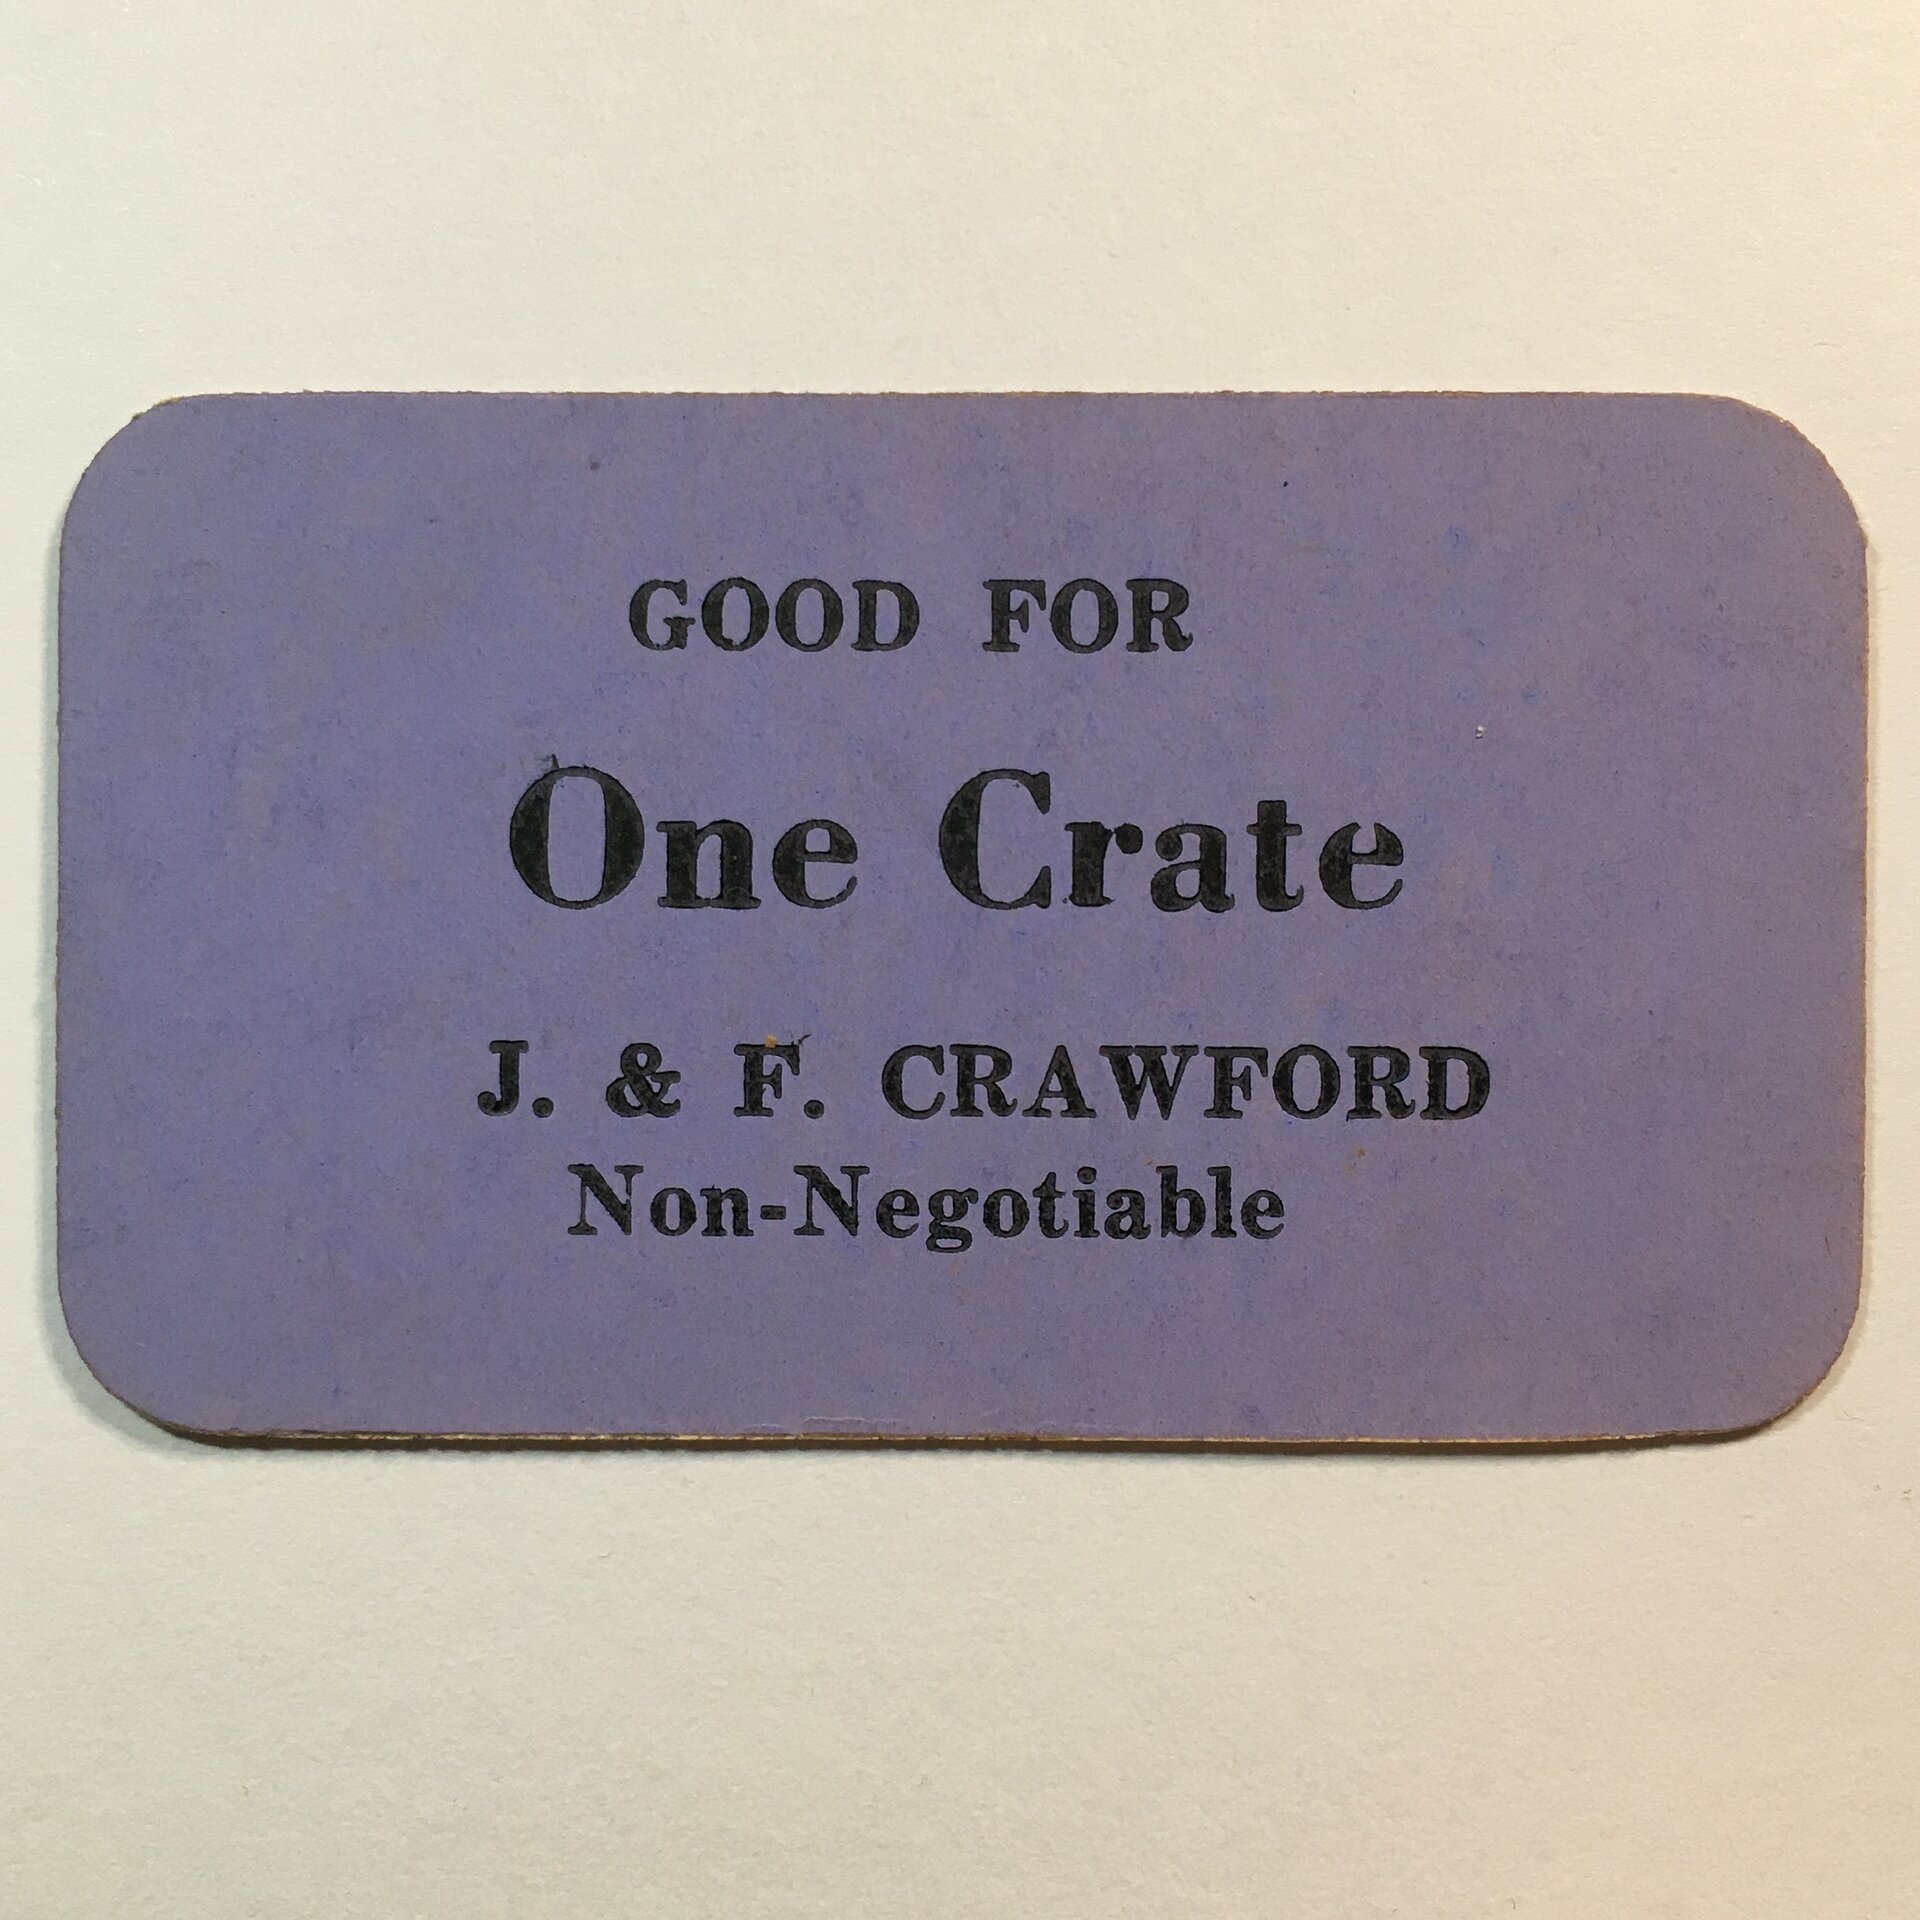 GOOD FOR
One Crate
J. & F. CRAWFORD
Non-Negotiable